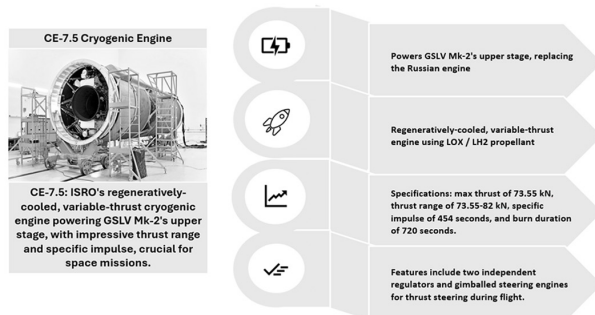 CE-7.5 Cryogenic Engine
CE-7.5: ISRO's regeneratively-
cooled, variable-thrust cryogenic
engine powering GSLV Mk-2's upper
stage, with impressive thrust range
and specific impulse, crucial for
space missions.
Powers GSLV Mk-2's upper stage, replacing
the Russian engine
Regeneratively-cooled, variable-thrust
engine using LOX / LH2 propellant
Specifications: max thrust of 73.55 kN,
thrust range of 73.55-82 kN, specific
impulse of 454 seconds, and burn duration
of 720 seconds.
Features include two independent
regulators and gimballed steering engines
for thrust steering during flight.